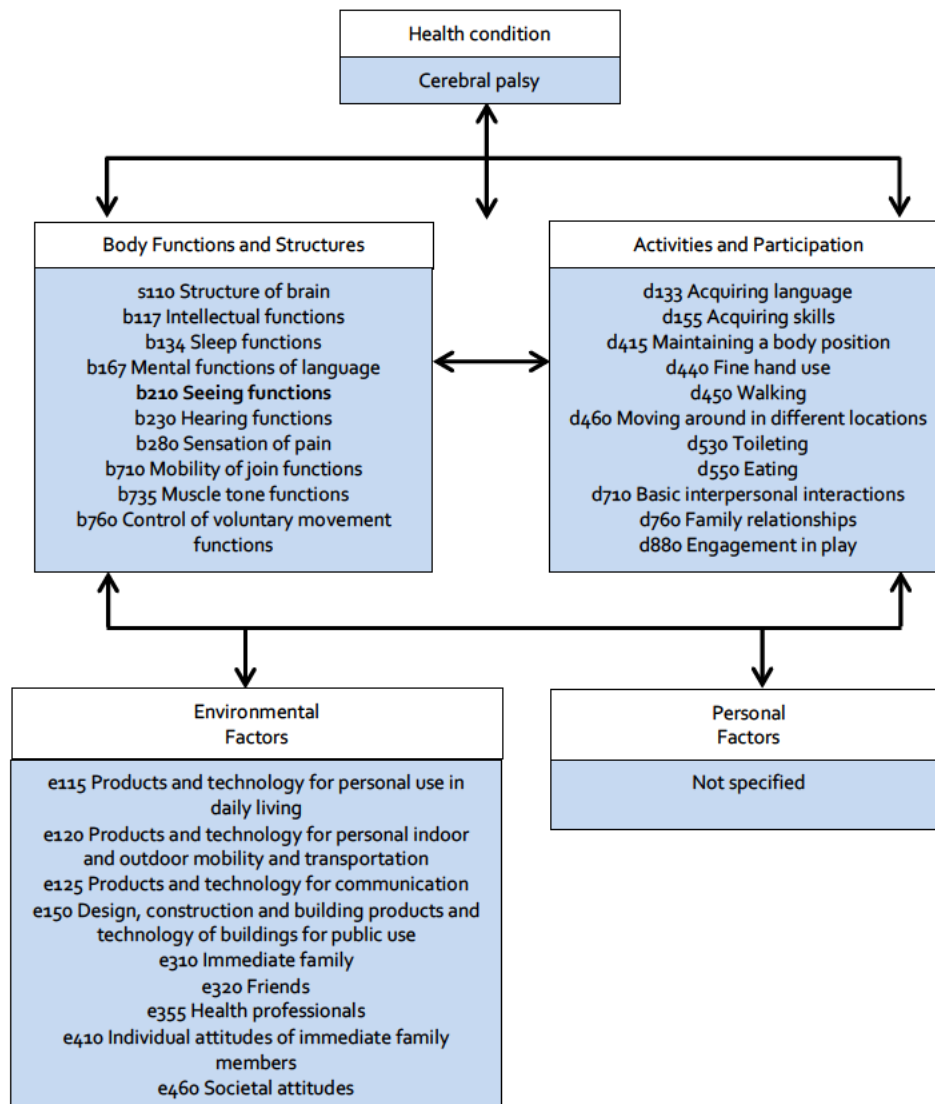 Health condition
Cerebral palsy
Body Functions and Structures
s110 Structure of brain
b117 Intellectual functions
b134 Sleep functions
b167 Mental functions of language
b210 Seeing functions
b230 Hearing functions
b280 Sensation of pain
b710 Mobility of join functions
b735 Muscle tone functions
b760 Control of voluntary movement
functions
Activities and Participation
d133 Acquiring language
d155 Acquiring skills
d415 Maintaining a body position
d440 Fine hand use
d450 Walking
d460 Moving around in different locations
d530 Toileting
d550 Eating
d710 Basic interpersonal interactions
d760 Family relationships
d880 Engagement in play
Environmental
Factors
e115 Products and technology for personal use in
daily living
e120 Products and technology for personal indoor
and outdoor mobility and transportation
e125 Products and technology for communication
e150 Design, construction and building products and
technology of buildings for public use
e310 Immediate family
e320 Friends
e355 Health professionals
e410 Individual attitudes of immediate family
members
e460 Societal attitudes
Personal
Factors
Not specified